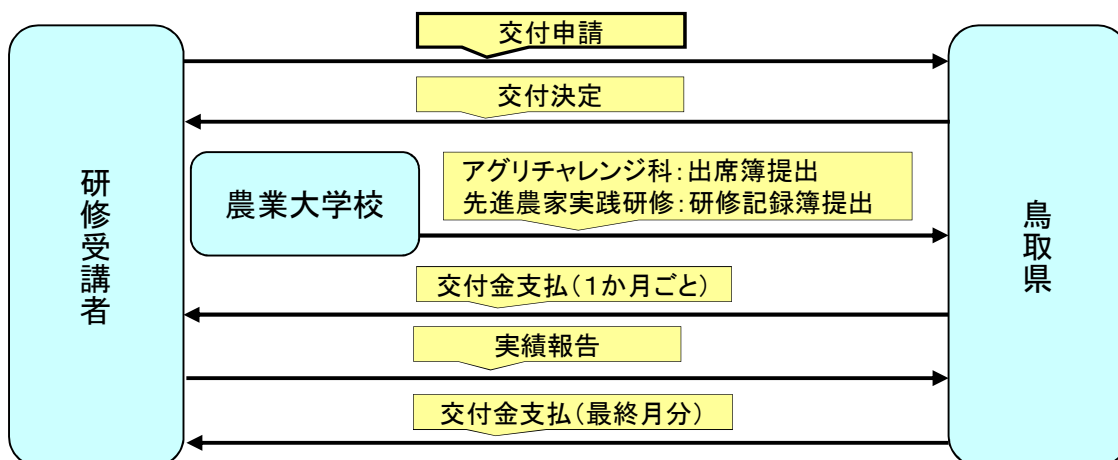 交付申請
交付決定
研修受講者
農業大学校
アグリチャレンジ科：出席簿提出
先進農家実践研修：研修記録簿提出
鳥取県
交付金支払（１か月ごと）
実績報告
交付金支払（最終月分）